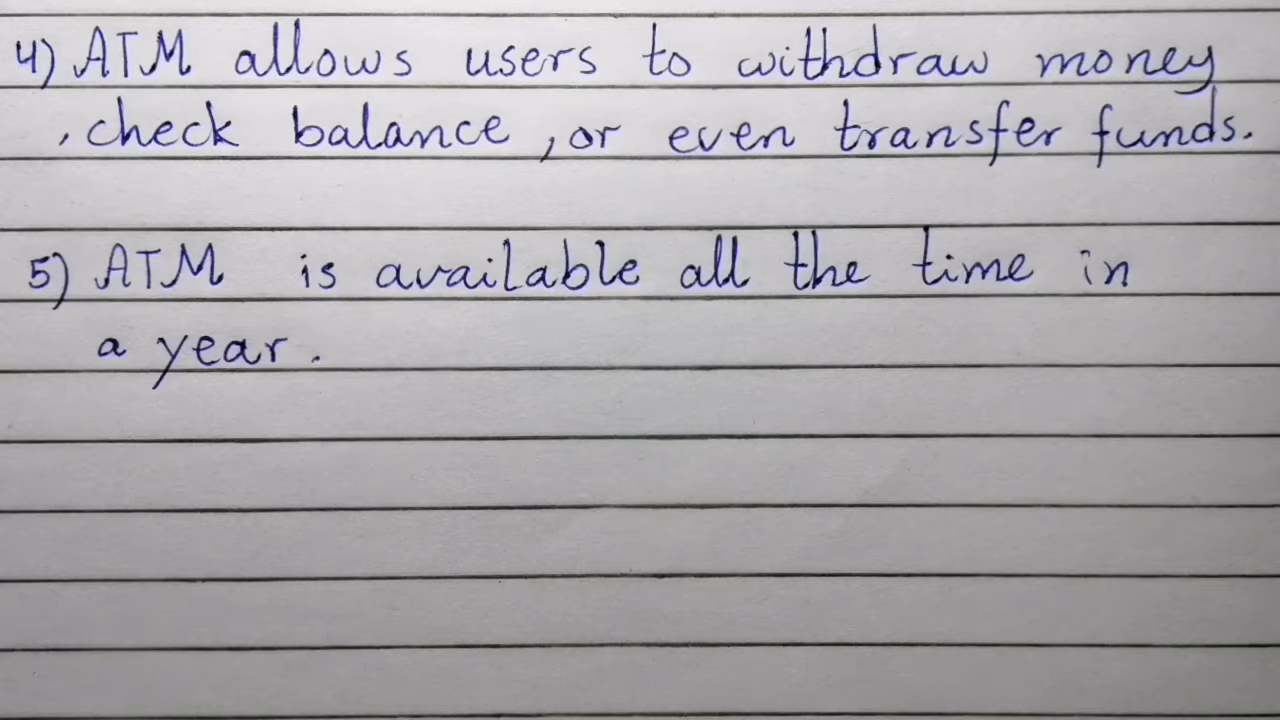 4) ATM allows users to withdraw money
, check balance , or even transfer funds.
5) ATM is available all the time in
a year.